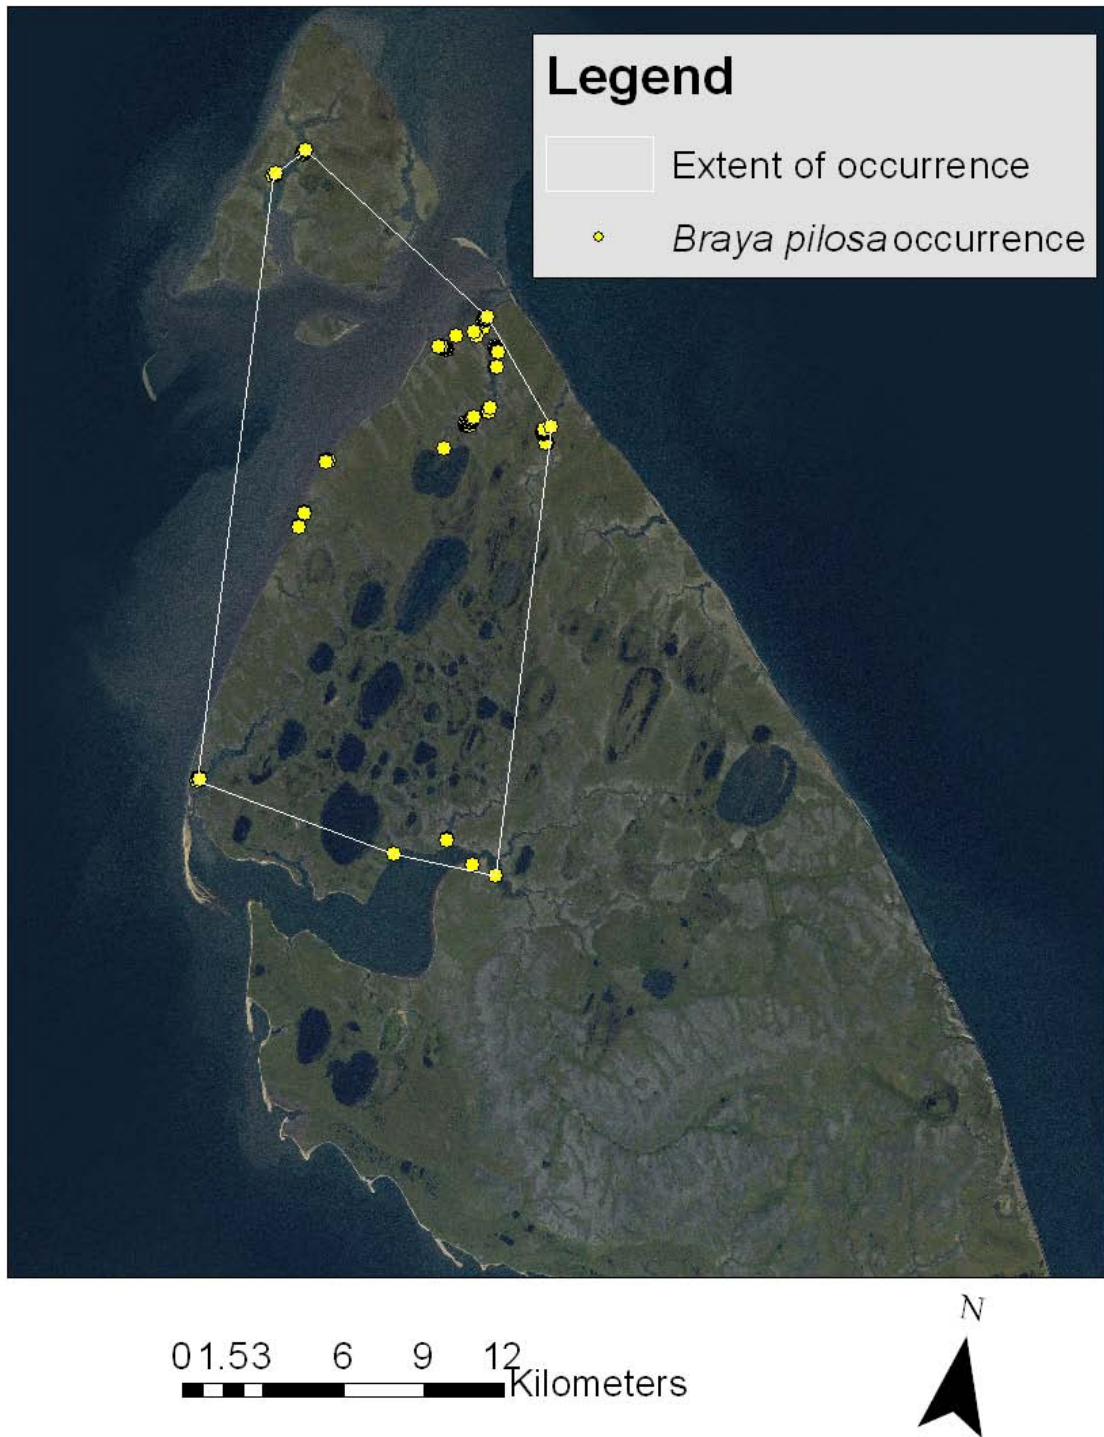 Legend
Extent of occurrence
Braya pilosa occurrence
0 1.5 3 6 9 12
Kilometers
N